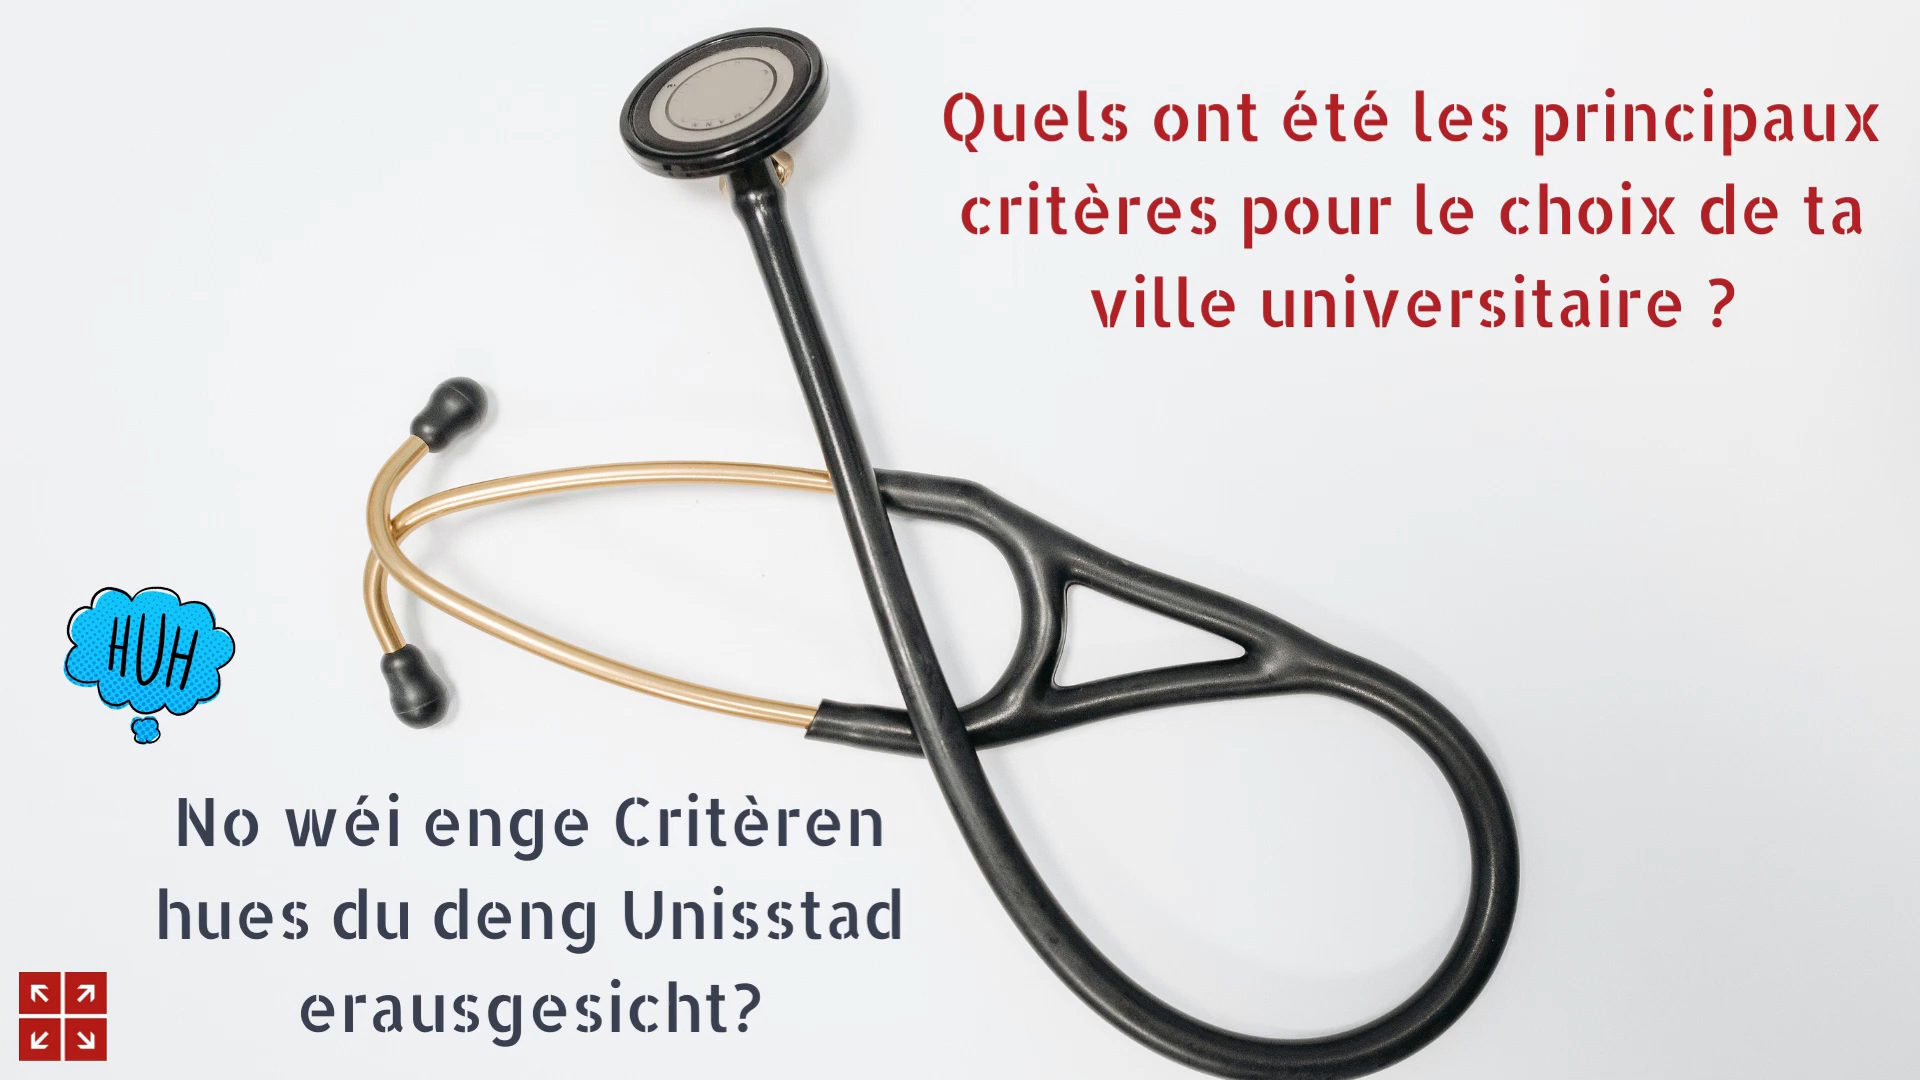 Quels ont été les principaux
critères pour le choix de ta
ville universitaire ?
HUH
No wéi enge Critèren
hues du deng Unisstad
erausgesicht?